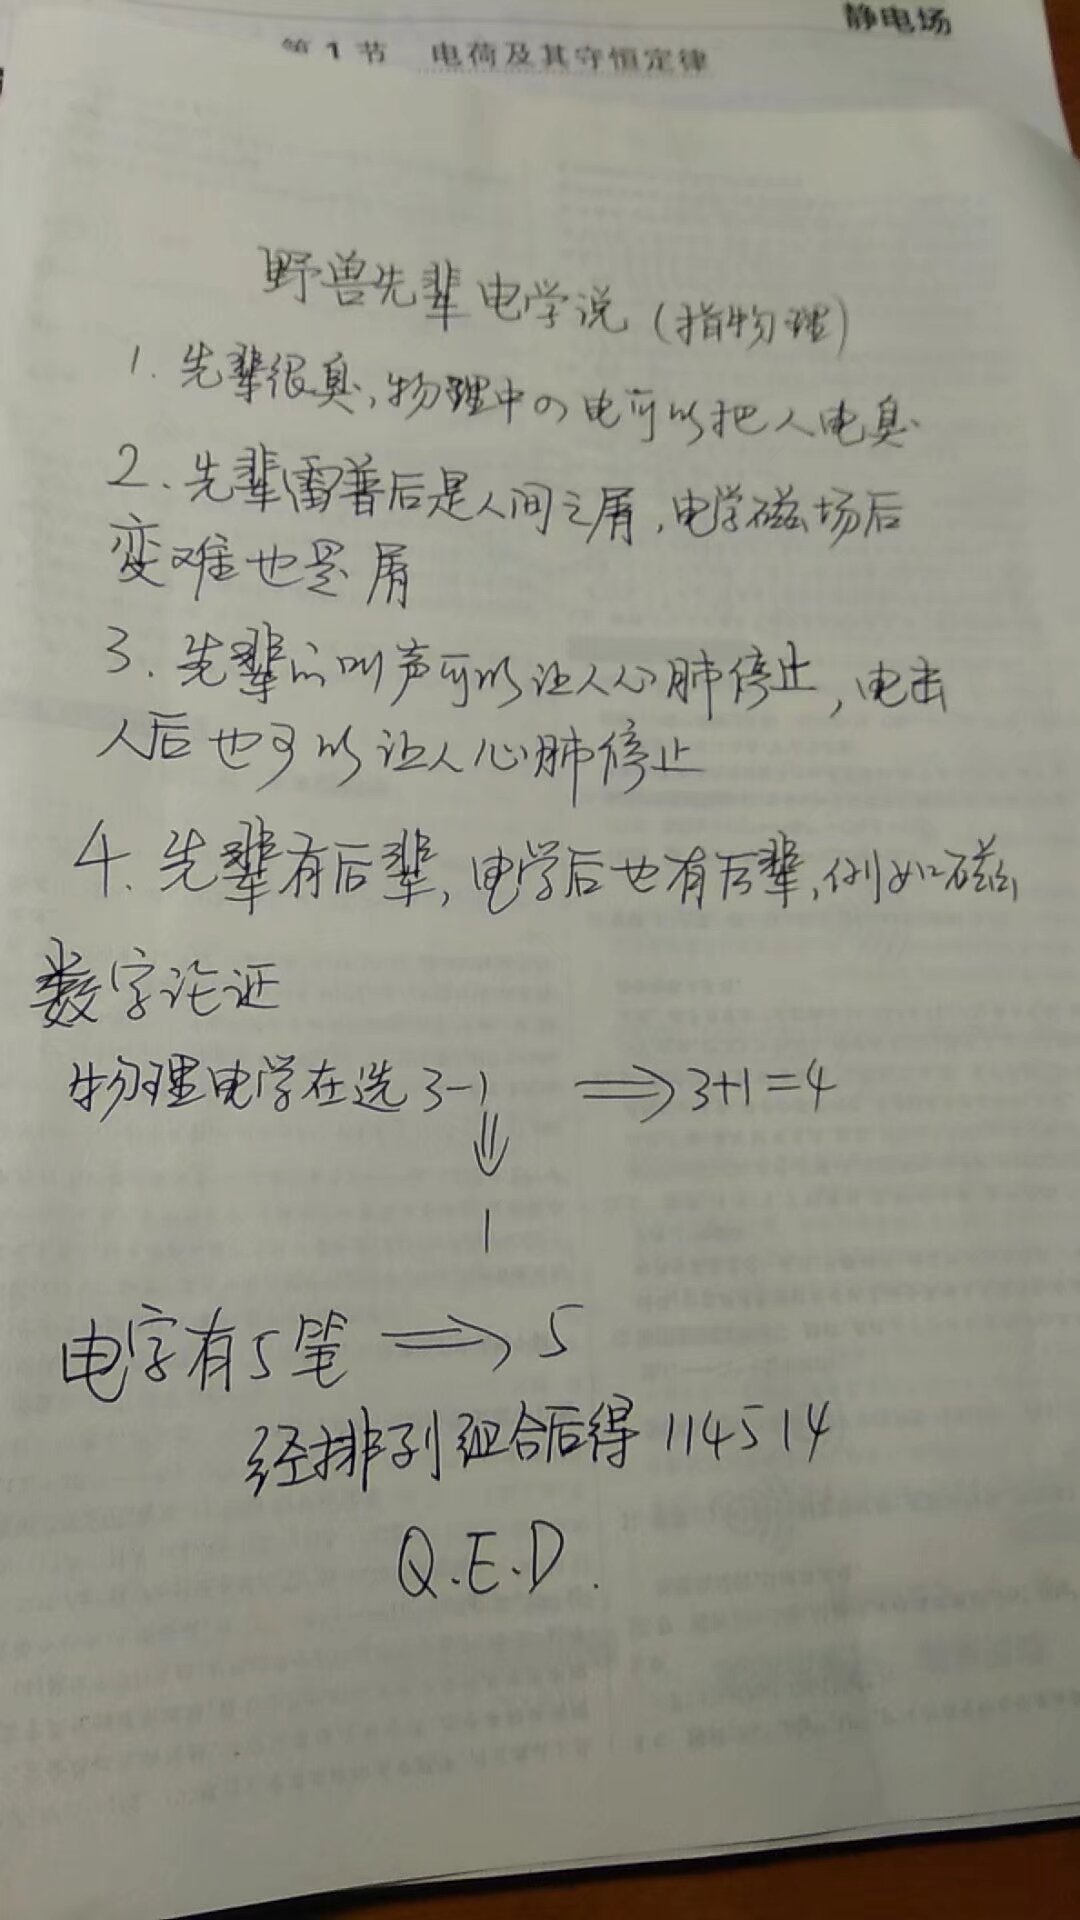 静电场
第1节 电荷及其守恒定律
野兽先辈电学说(指物理)
1. 先辈很臭,物理中の电可以把人电臭.
2、先辈雷普后是人间之屑,电学磁场后
变难也是屑
3、先辈的叫声可以让人心肺停止,电击
人后也可以让人心肺停止
4、先辈有后辈,电学后也有后辈,例如磁
数字论证
物理电学在选3-1 ⟹ 3+1=4
⇓
1
电字有5笔 ⟹ 5
经排列组合后得 114514
Q.E.D.